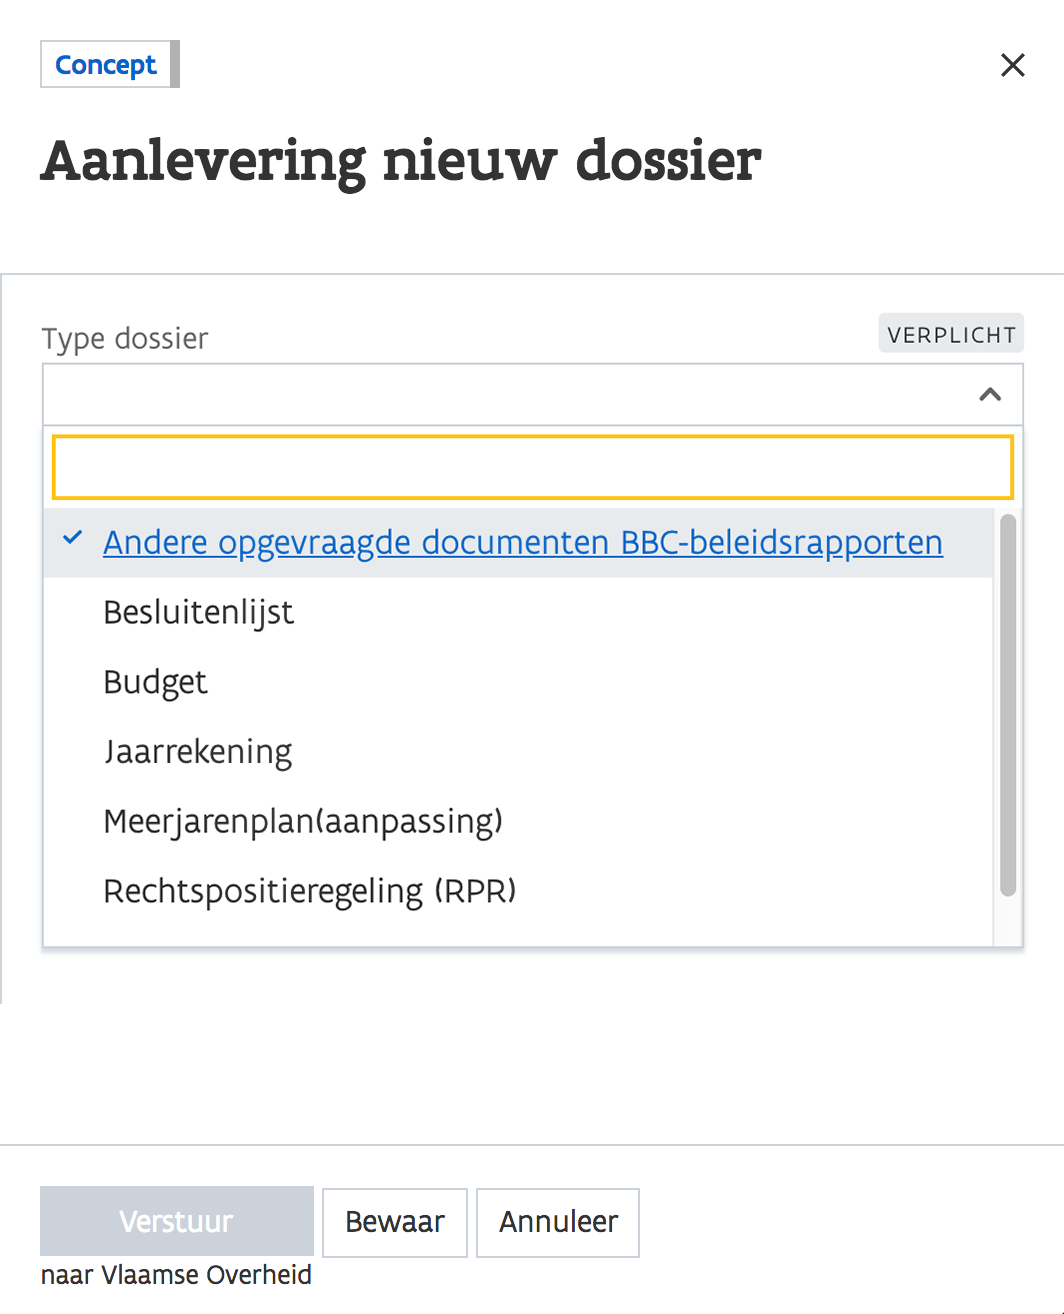 Concept
Aanlevering nieuw dossier
Type dossier
VERPLICHT
Andere opgevraagde documenten BBC-beleidsrapporten
Besluitenlijst
Budget
Jaarrekening
Meerjarenplan(aanpassing)
Rechtspositieregeling (RPR)
Verstuur
Bewaar
Annuleer
naar Vlaamse Overheid